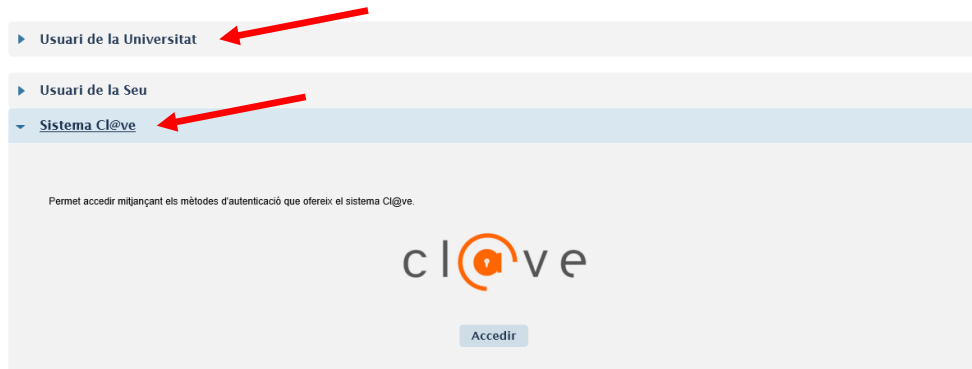 Usuari de la Universitat
Usuari de la Seu
Sistema Cl@ve
Permet accedir mitjançant els mètodes d'autenticació que ofereix el sistema Cl@ve.
cl@ve
Accedir